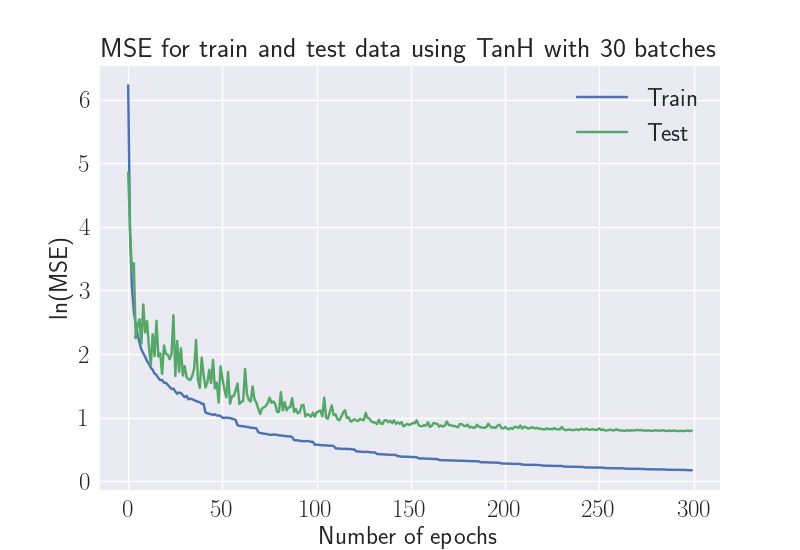 MSE for train and test data using TanH with 30 batches
Train
Test
ln(MSE)
6
5
4
3
2
1
0
0 50 100 150 200 250 300
Number of epochs